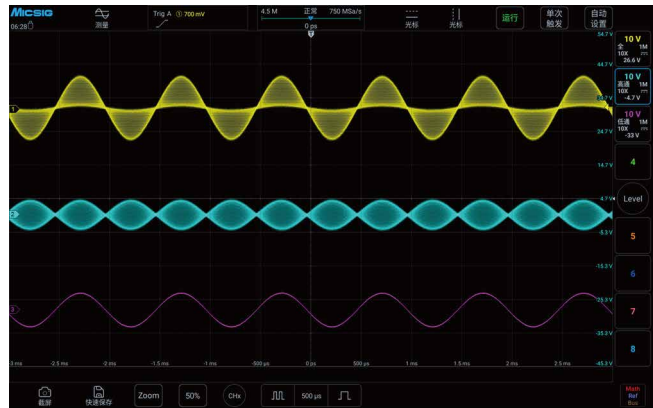 Micsig
06:28
测量
Trig A ① 700 mV
4.5 M 正常 750 MSa/s
0 ps
光标
光标
运行
单次
触发
自动
设置
T
54.7 V
44.7 V
24.7 V
14.7 V
4.7 V
-5.3 V
-15.3 V
-25.3 V
-35.3 V
-45.3 V
1
2
3
-2.5 ms
-2 ms
-1.5 ms
-1 ms
-500 µs
0 ps
500 µs
1 ms
1.5 ms
2 ms
2.5 ms
10 V
全 1M
10X
26.6 V
10 V
高通 1M
10X
-4.7 V
10 V
低通 1M
10X
-33 V
4
Level
5
6
7
8
截屏
快速保存
Zoom
50%
CHx
500 µs
Math
Ref
Bus